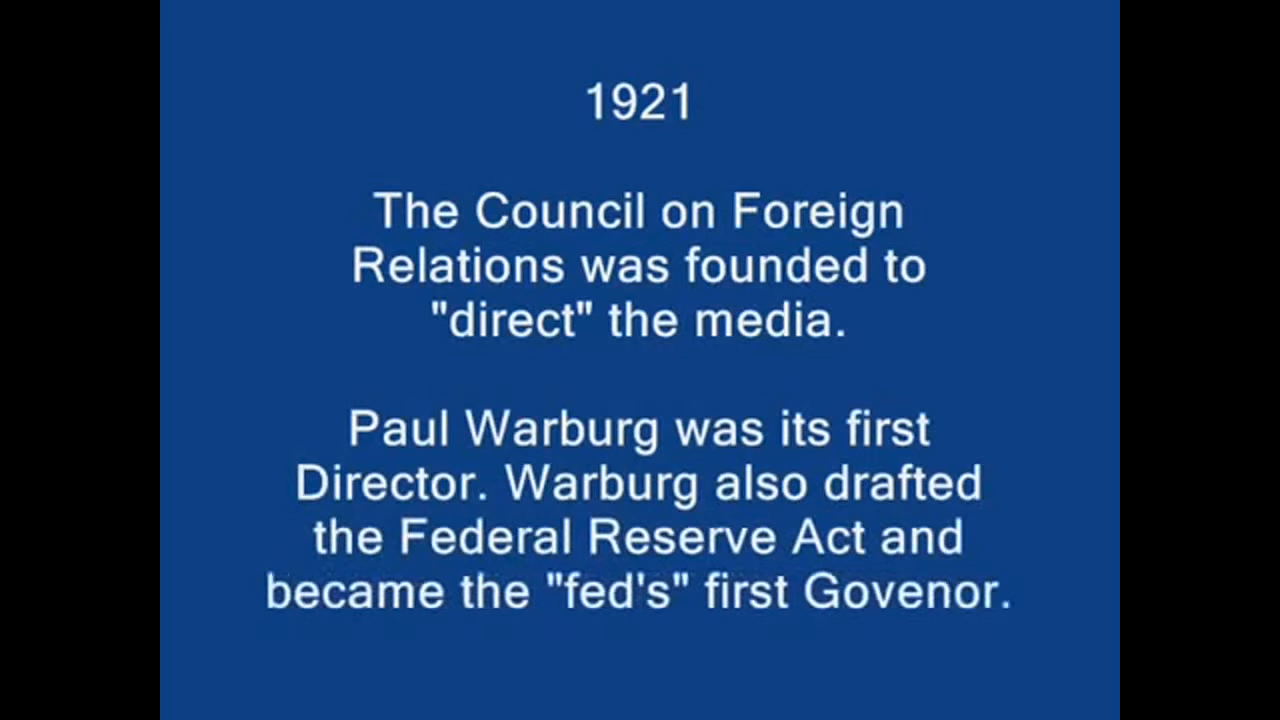 1921
The Council on Foreign
Relations was founded to
"direct" the media.
Paul Warburg was its first
Director. Warburg also drafted
the Federal Reserve Act and
became the "fed's" first Govenor.